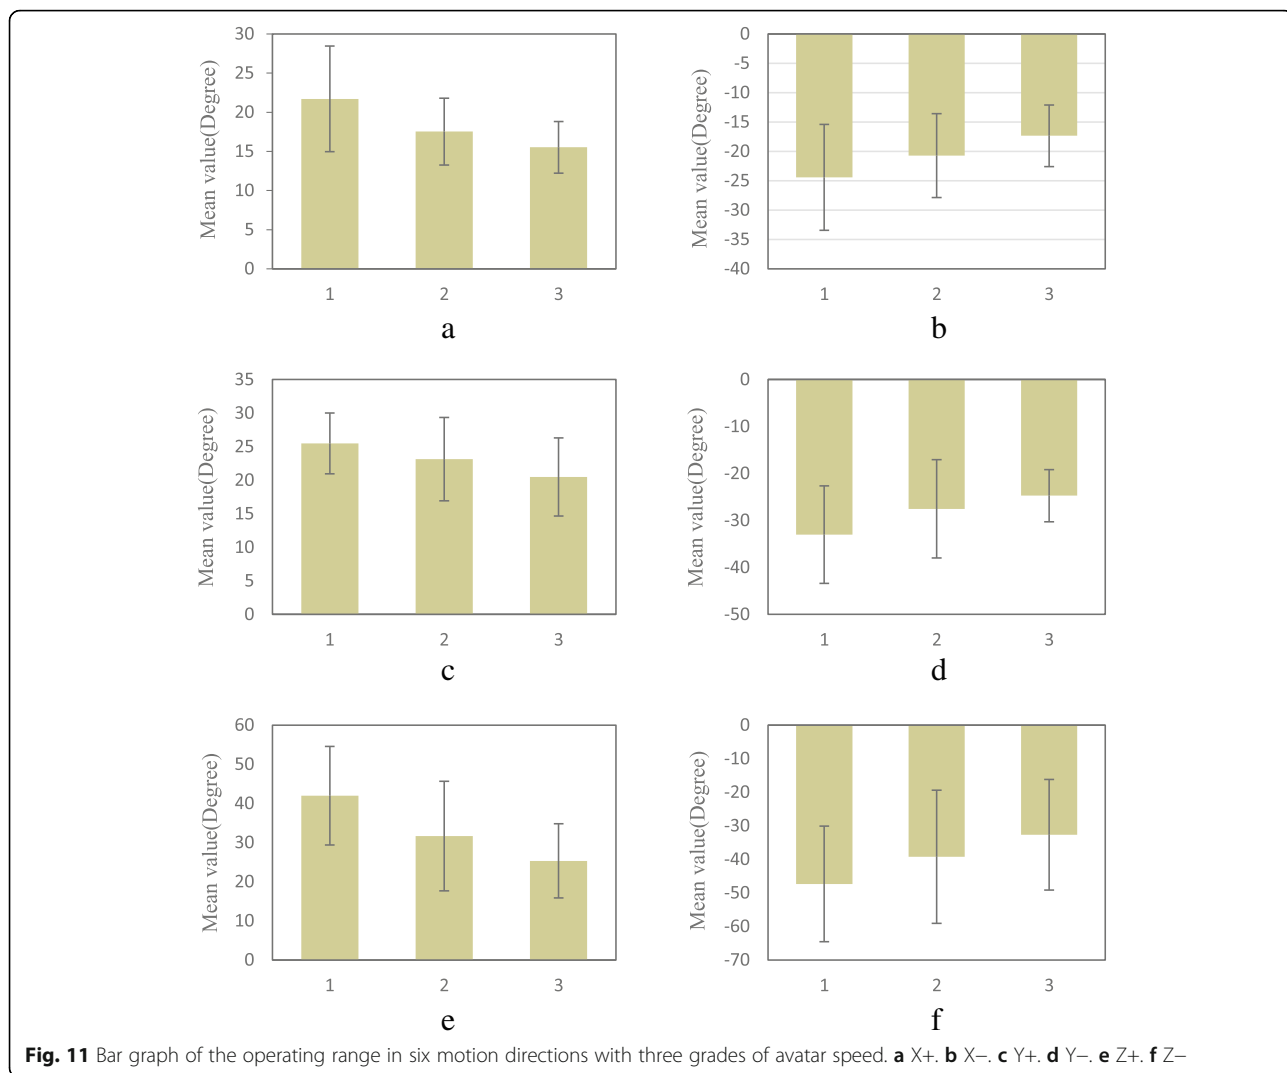 30
25
20
15
10
5
0
Mean value(Degree)
1 2 3
a
0
-5
-10
-15
-20
-25
-30
-35
-40
Mean value(Degree)
1 2 3
b
35
30
25
20
15
10
5
0
Mean value(Degree)
1 2 3
c
0
-10
-20
-30
-40
-50
Mean value(Degree)
1 2 3
d
60
50
40
30
20
10
0
Mean value(Degree)
1 2 3
e
0
-10
-20
-30
-40
-50
-60
-70
Mean value(Degree)
1 2 3
f
Fig. 11 Bar graph of the operating range in six motion directions with three grades of avatar speed. a X+. b X−. c Y+. d Y−. e Z+. f Z−